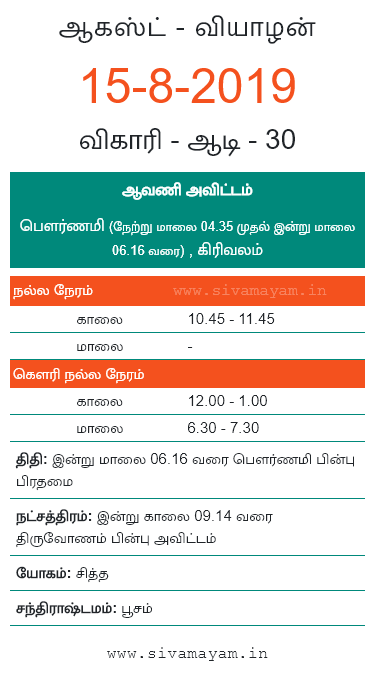 ஆகஸ்ட் - வியாழன்
15-8-2019
விகாரி - ஆடி - 30
ஆவணி அவிட்டம்
பௌர்ணமி (நேற்று மாலை 04.35 முதல் இன்று மாலை
06.16 வரை) , கிரிவலம்
நல்ல நேரம் www.sivamayam.in
காலை 10.45 - 11.45
மாலை -
கௌரி நல்ல நேரம்
காலை 12.00 - 1.00
மாலை 6.30 - 7.30
திதி: இன்று மாலை 06.16 வரை பௌர்ணமி பின்பு
பிரதமை
நட்சத்திரம்: இன்று காலை 09.14 வரை
திருவோணம் பின்பு அவிட்டம்
யோகம்: சித்த
சந்திராஷ்டமம்: பூசம்
www.sivamayam.in